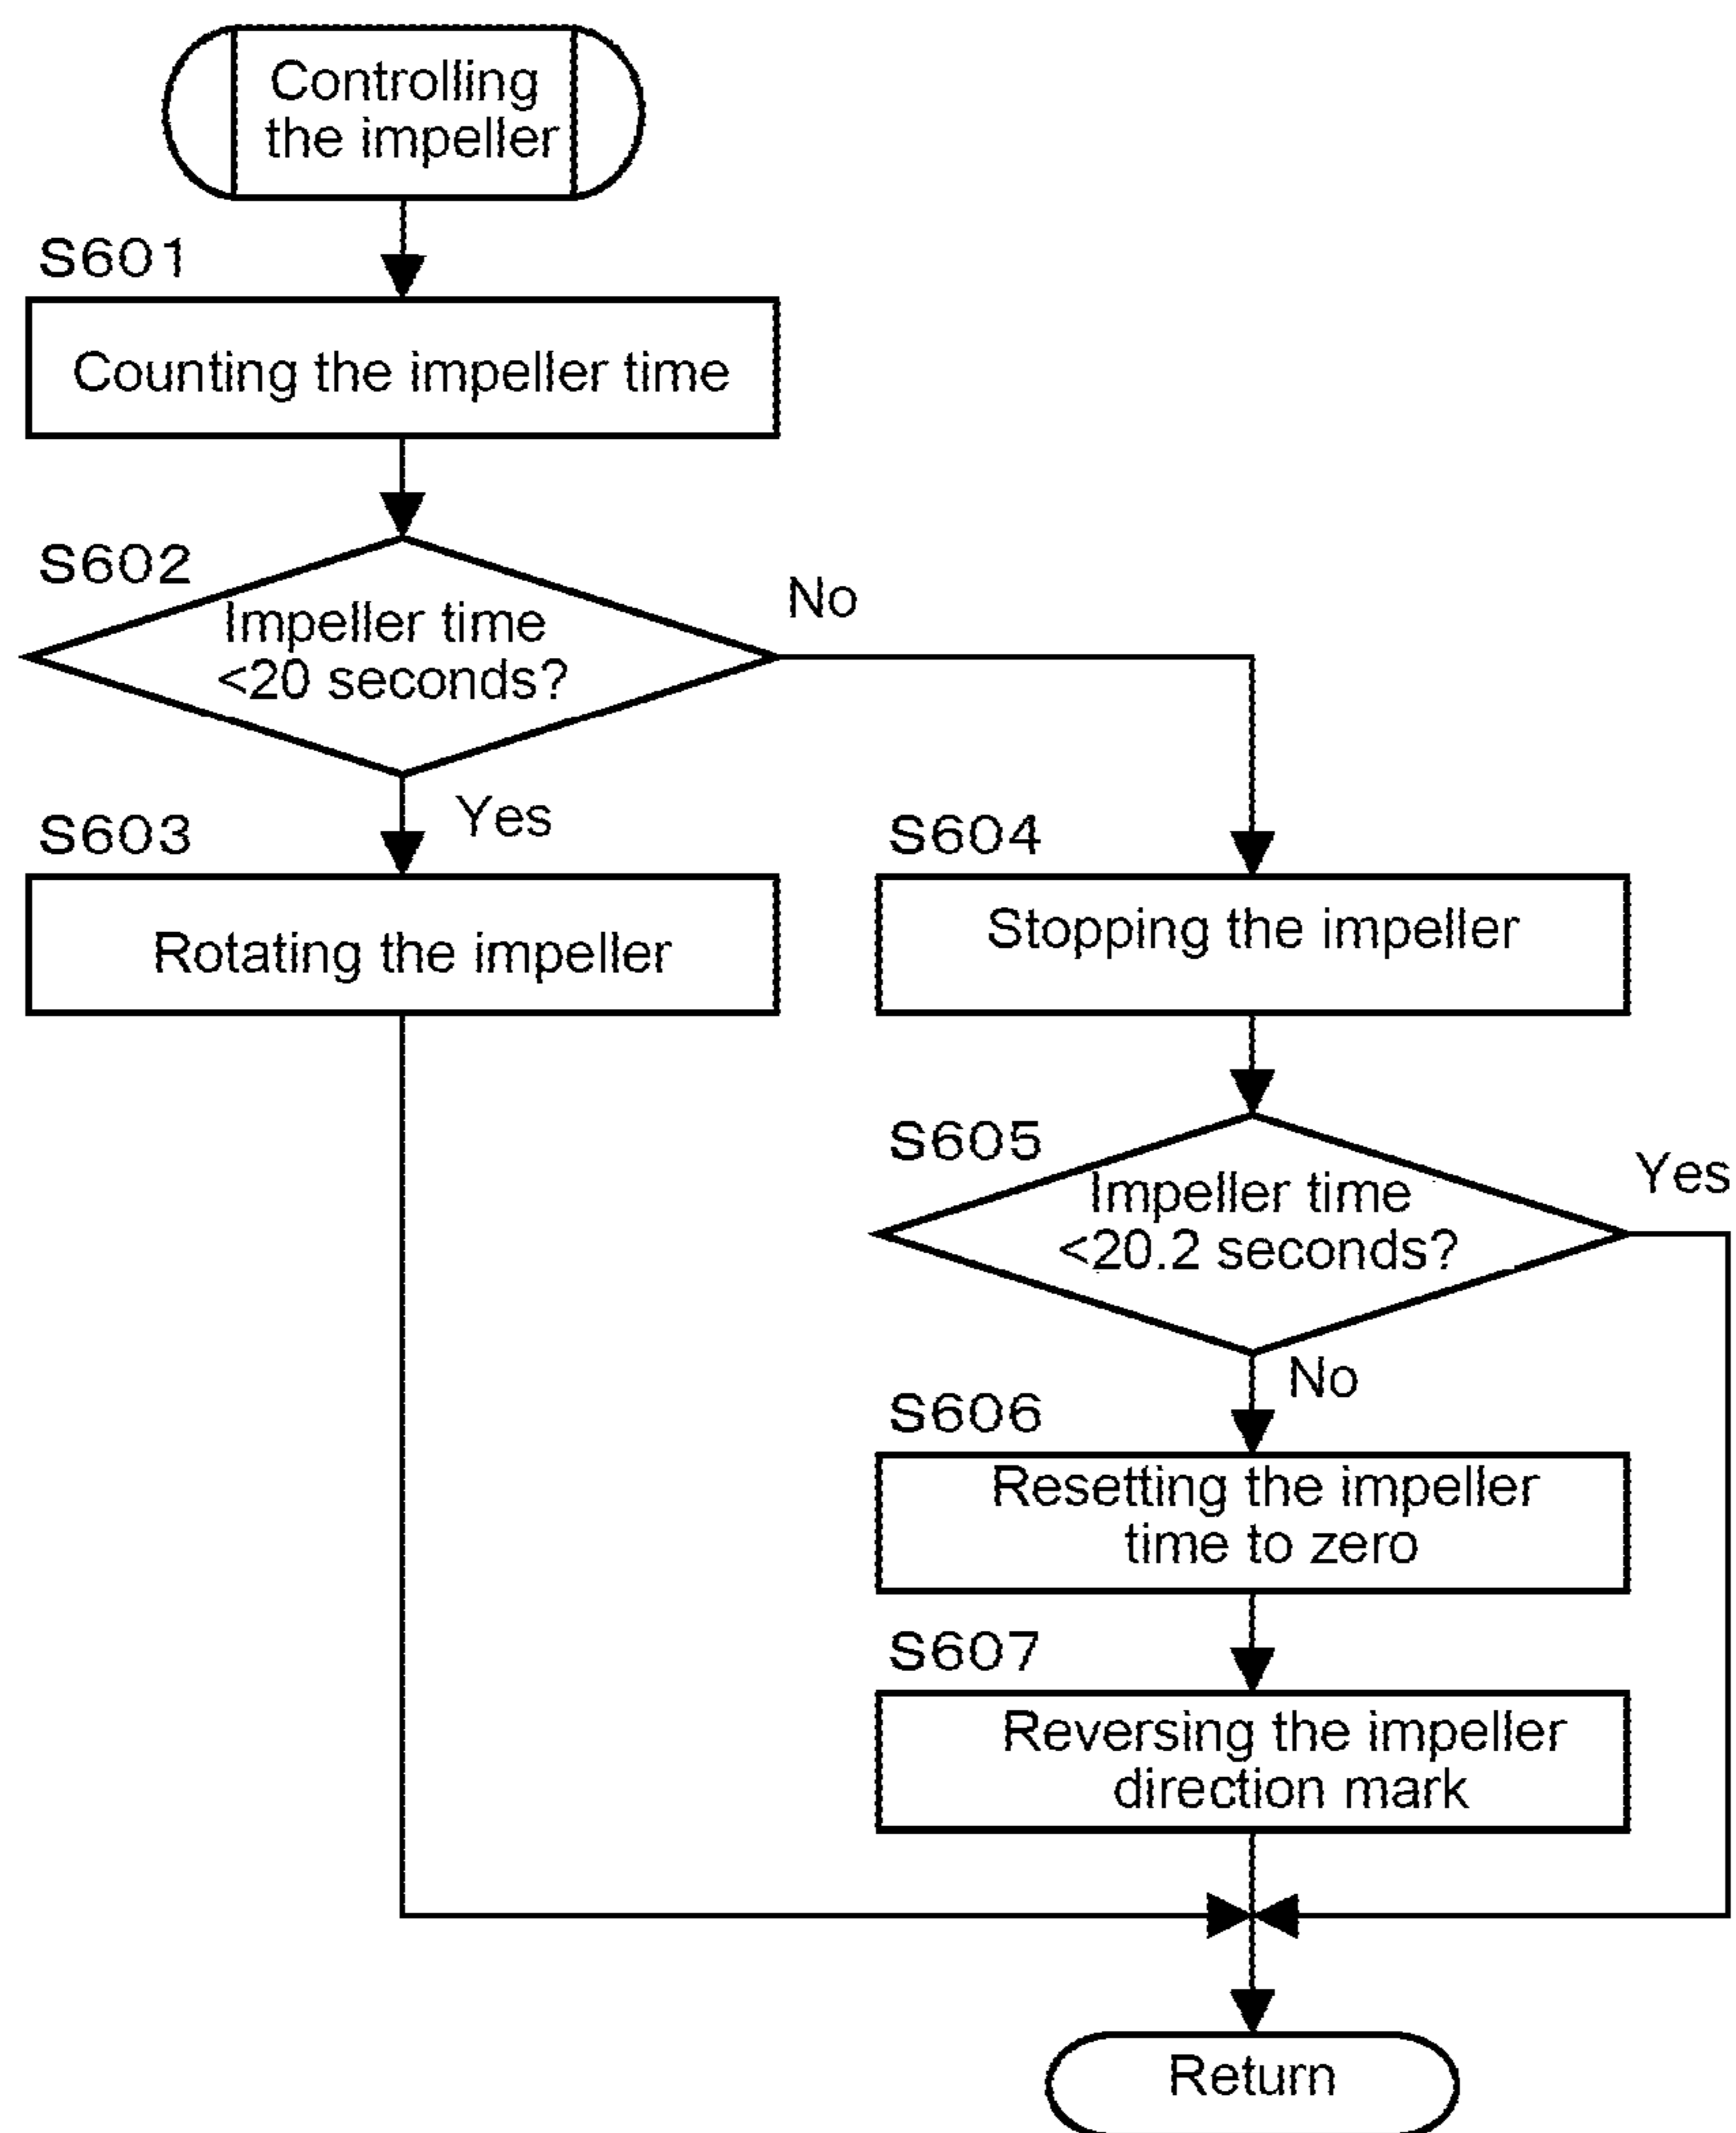 Controlling
the impeller
S601
Counting the impeller time
S602
Impeller time
<20 seconds?
No
Yes
S603
Rotating the impeller
S604
Stopping the impeller
S605
Impeller time
<20.2 seconds?
Yes
No
S606
Resetting the impeller
time to zero
S607
Reversing the impeller
direction mark
Return